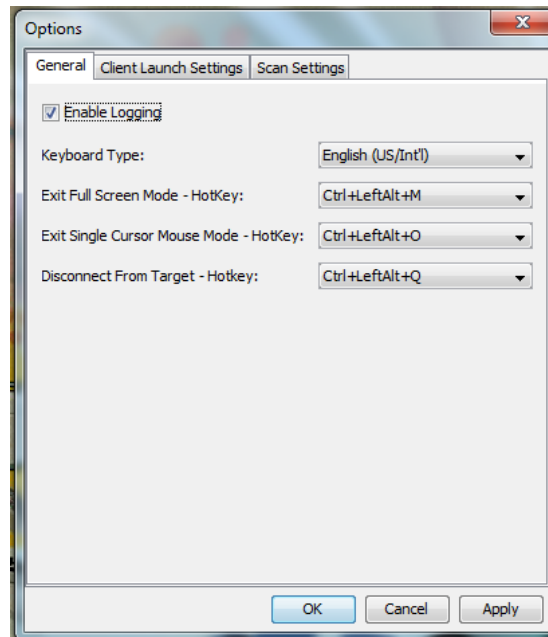 Options
General Client Launch Settings Scan Settings
Enable Logging
Keyboard Type: English (US/Int'l)
Exit Full Screen Mode - HotKey: Ctrl+LeftAlt+M
Exit Single Cursor Mouse Mode - HotKey: Ctrl+LeftAlt+O
Disconnect From Target - Hotkey: Ctrl+LeftAlt+Q
OK Cancel Apply